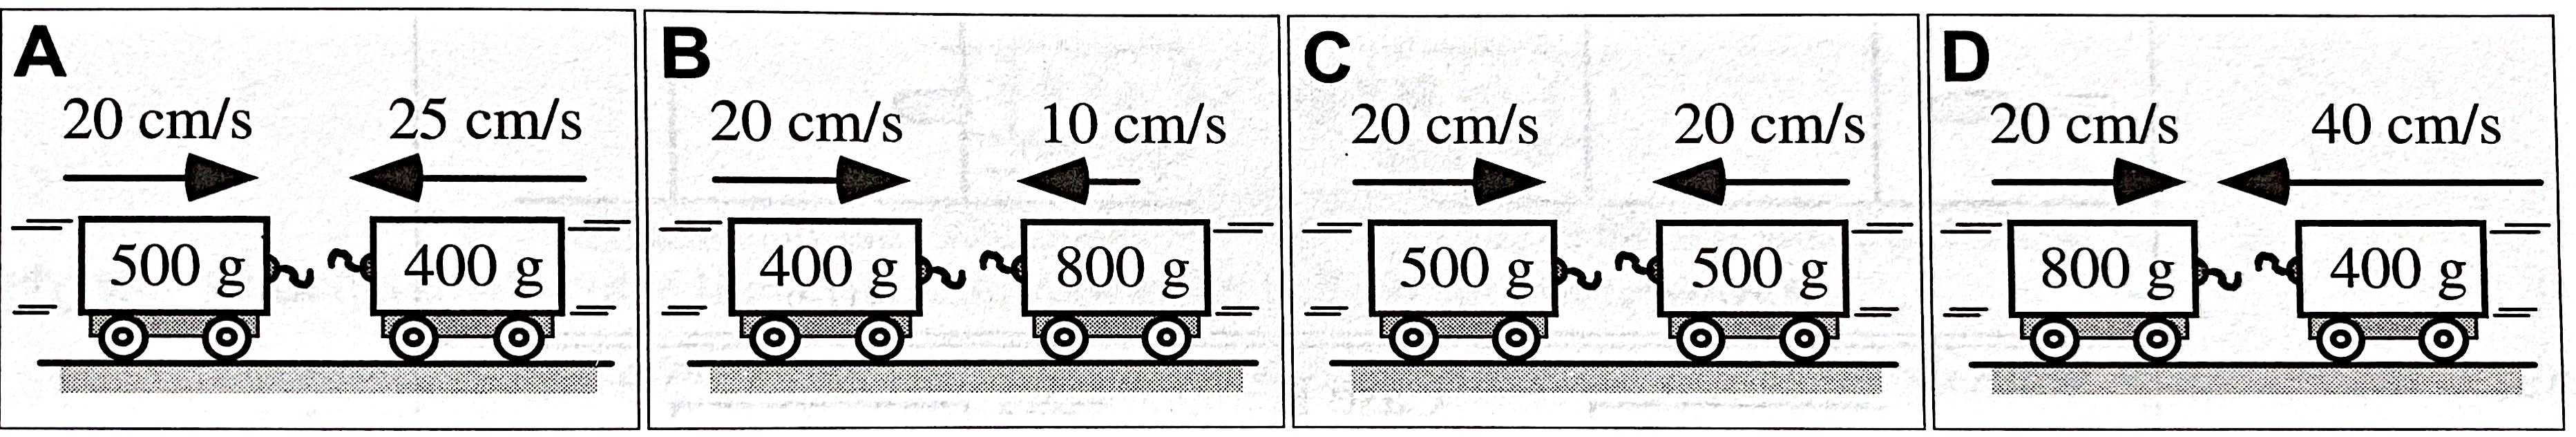 A
20 cm/s 25 cm/s
500 g 400 g
B
20 cm/s 10 cm/s
400 g 800 g
C
20 cm/s 20 cm/s
500 g 500 g
D
20 cm/s 40 cm/s
800 g 400 g